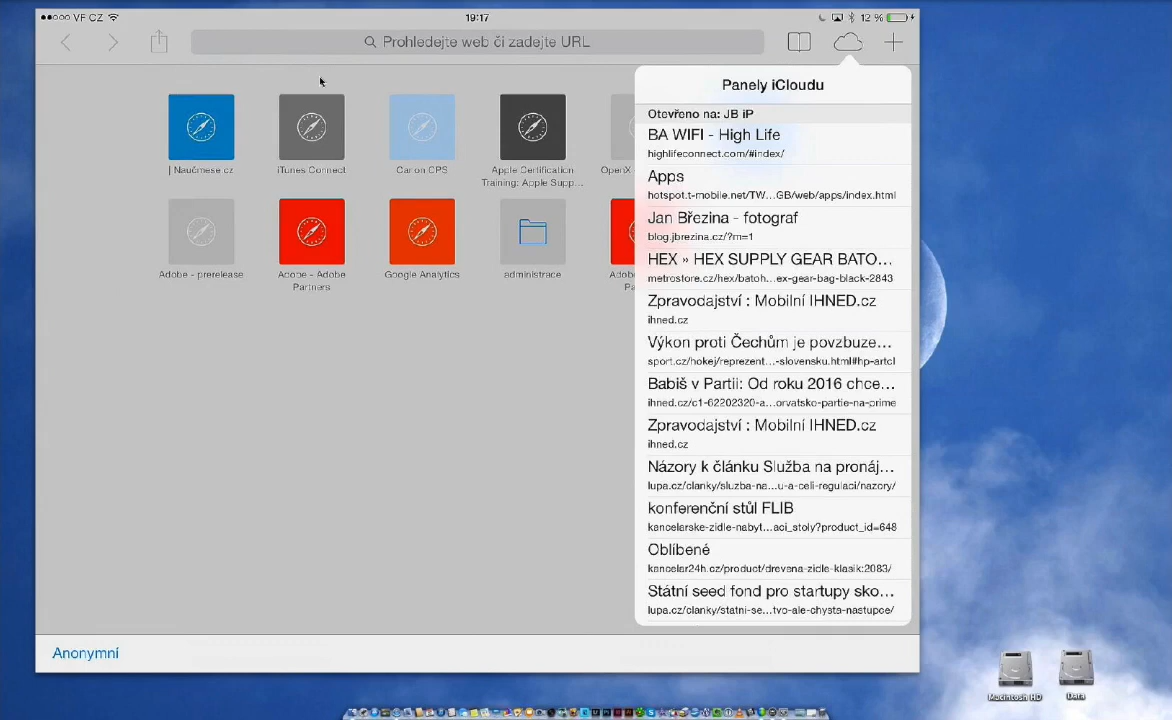 VF CZ
19:17
12 %
Prohledejte web či zadejte URL
| Naučmese.cz
iTunes Connect
Canon CPS
Apple Certification
Training: Apple Supp...
OpenX
Adobe - prerelease
Adobe - Adobe
Partners
Google Analytics
administrace
Panely iCloudu
Otevřeno na: JB iP
BA WIFI - High Life
highlifeconnect.com/#index/
Apps
hotspot.t-mobile.net/TW...GB/web/apps/index.html
Jan Březina - fotograf
blog.jbrezina.cz/?m=1
HEX » HEX SUPPLY GEAR BATO...
metrostore.cz/hex/batoh...ex-gear-bag-black-2843
Zpravodajství : Mobilní IHNED.cz
ihned.cz
Výkon proti Čechům je povzbuze...
sport.cz/hokej/reprezent...-slovensku.html#hp-artcl
Babiš v Partii: Od roku 2016 chce...
ihned.cz/c1-62202320-a...orvatsko-partie-na-prime
Zpravodajství : Mobilní IHNED.cz
ihned.cz
Názory k článku Služba na pronáj...
lupa.cz/clanky/sluzba-na...u-a-celi-regulaci/nazory/
konferenční stůl FLIB
kancelarske-zidle-nabyt...aci_stoly?product_id=648
Oblíbené
kancelar24h.cz/product/drevena-zidle-klasik:2083/
Státní seed fond pro startupy sko...
lupa.cz/clanky/statni-se...tvo-ale-chysta-nastupce/
Anonymní
Macintosh HD
Data